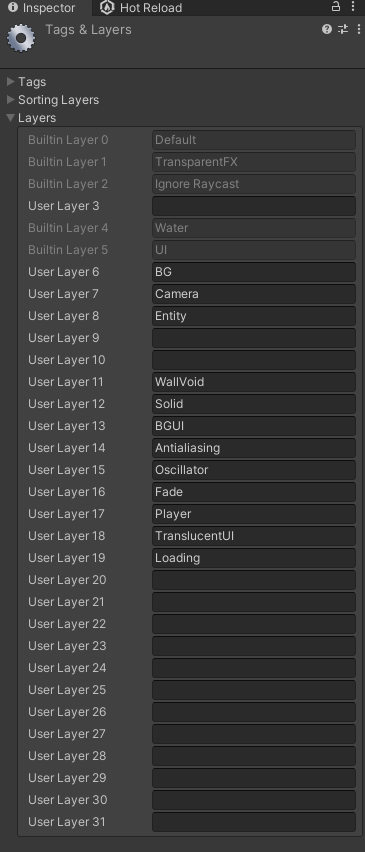 Inspector Hot Reload
Tags & Layers
Tags
Sorting Layers
Layers
Builtin Layer 0 Default
Builtin Layer 1 TransparentFX
Builtin Layer 2 Ignore Raycast
User Layer 3
Builtin Layer 4 Water
Builtin Layer 5 UI
User Layer 6 BG
User Layer 7 Camera
User Layer 8 Entity
User Layer 9
User Layer 10
User Layer 11 WallVoid
User Layer 12 Solid
User Layer 13 BGUI
User Layer 14 Antialiasing
User Layer 15 Oscillator
User Layer 16 Fade
User Layer 17 Player
User Layer 18 TranslucentUI
User Layer 19 Loading
User Layer 20
User Layer 21
User Layer 22
User Layer 23
User Layer 24
User Layer 25
User Layer 26
User Layer 27
User Layer 28
User Layer 29
User Layer 30
User Layer 31